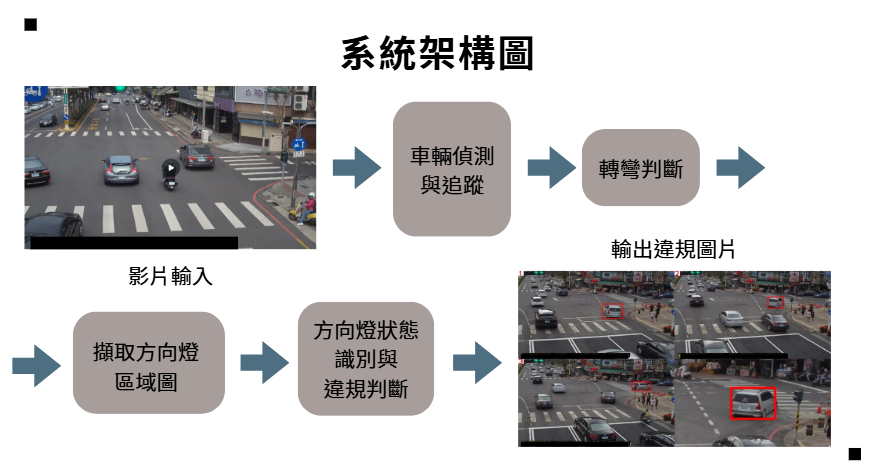 系統架構圖
車輛偵測
與追蹤
轉彎判斷
影片輸入
輸出違規圖片
擷取方向燈
區域圖
方向燈狀態
識別與
違規判斷